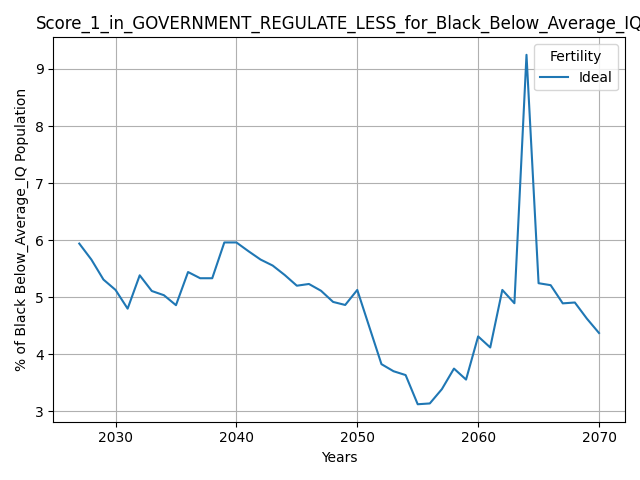 Score_1_in_GOVERNMENT_REGULATE_LESS_for_Black_Below_Average_IQ
Fertility
Ideal
% of Black Below_Average_IQ Population
9
8
7
6
5
4
3
2030 2040 2050 2060 2070
Years